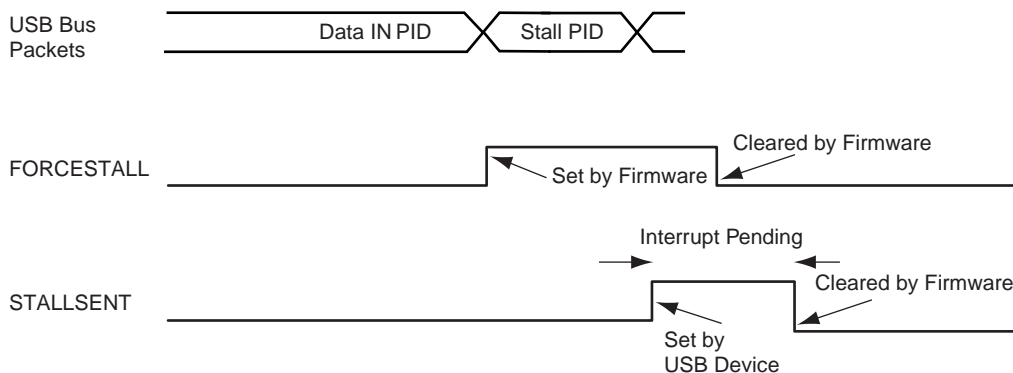 USB Bus
Packets
Data IN PID
Stall PID
FORCESTALL
Set by Firmware
Cleared by Firmware
Interrupt Pending
STALLSENT
Set by
USB Device
Cleared by Firmware